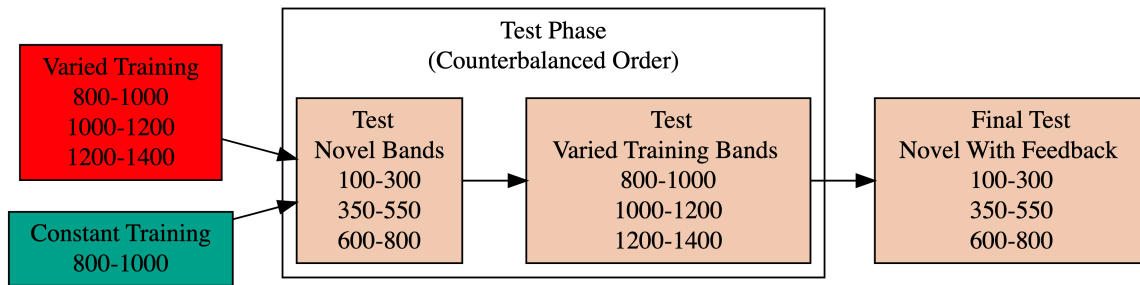 Varied Training
800-1000
1000-1200
1200-1400
Constant Training
800-1000
Test Phase
(Counterbalanced Order)
Test
Novel Bands
100-300
350-550
600-800
Test
Varied Training Bands
800-1000
1000-1200
1200-1400
Final Test
Novel With Feedback
100-300
350-550
600-800